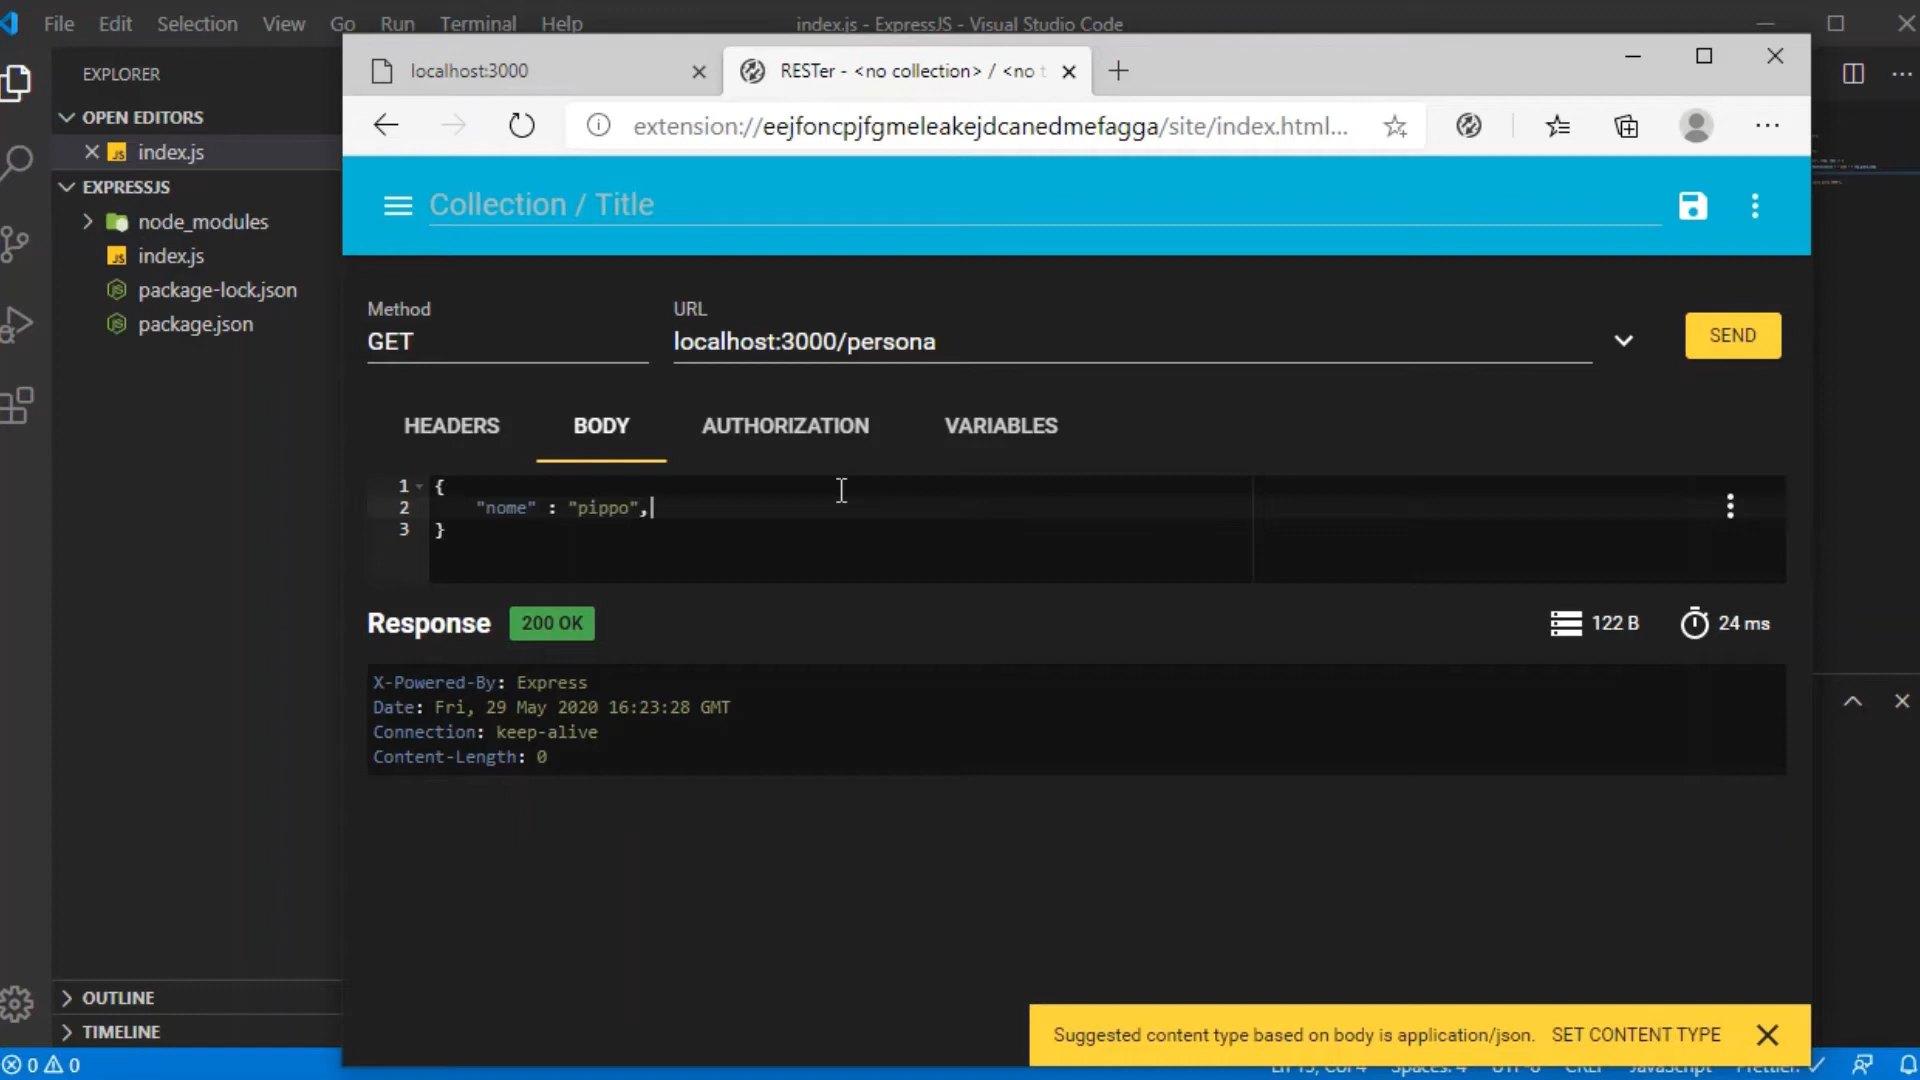 File Edit Selection View Go Run Terminal Help index.js - ExpressJS - Visual Studio Code
EXPLORER
OPEN EDITORS
JS index.js
EXPRESSJS
node_modules
JS index.js
package-lock.json
package.json
OUTLINE
TIMELINE
0 0
localhost:3000
RESTer - <no collection> / <no t
extension://eejfoncpjfgmeleakejdcanedmefagga/site/index.html...
Collection / Title
Method
GET
URL
localhost:3000/persona
SEND
HEADERS BODY AUTHORIZATION VARIABLES
1 {
2 "nome" : "pippo",
3 }
Response 200 OK 122 B 24 ms
X-Powered-By: Express
Date: Fri, 29 May 2020 16:23:28 GMT
Connection: keep-alive
Content-Length: 0
Suggested content type based on body is application/json. SET CONTENT TYPE